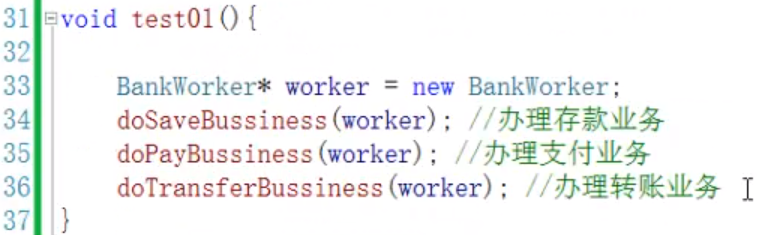 31 void test01(){
32
33 BankWorker* worker = new BankWorker;
34 doSaveBussiness(worker); //办理存款业务
35 doPayBussiness(worker); //办理支付业务
36 doTransferBussiness(worker); //办理转账业务
37 }